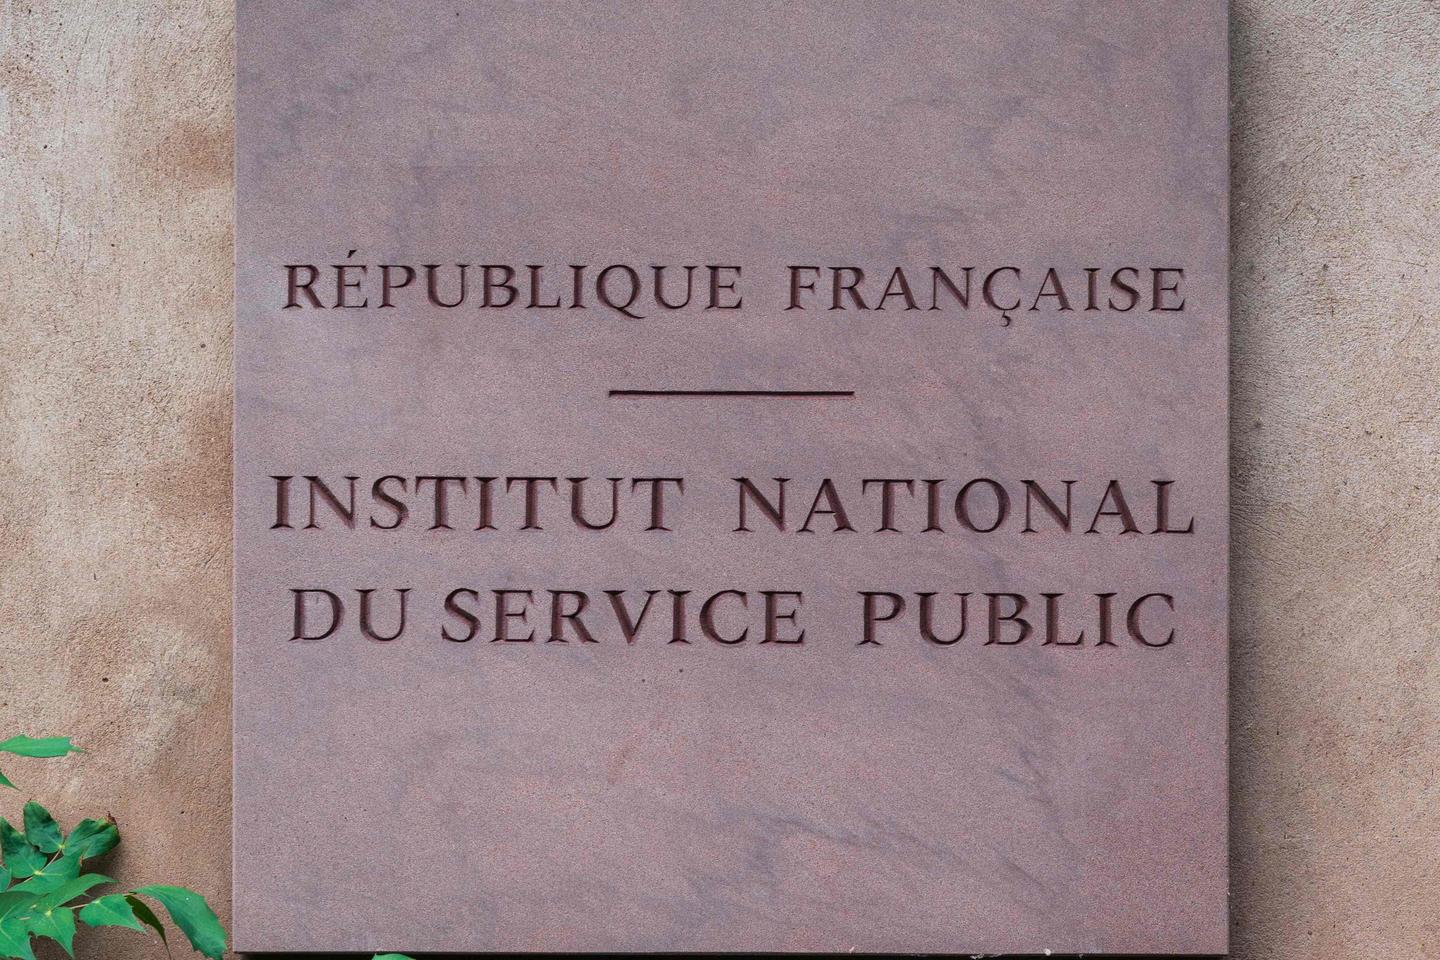 RÉPUBLIQUE FRANÇAISE
INSTITUT NATIONAL
DU SERVICE PUBLIC